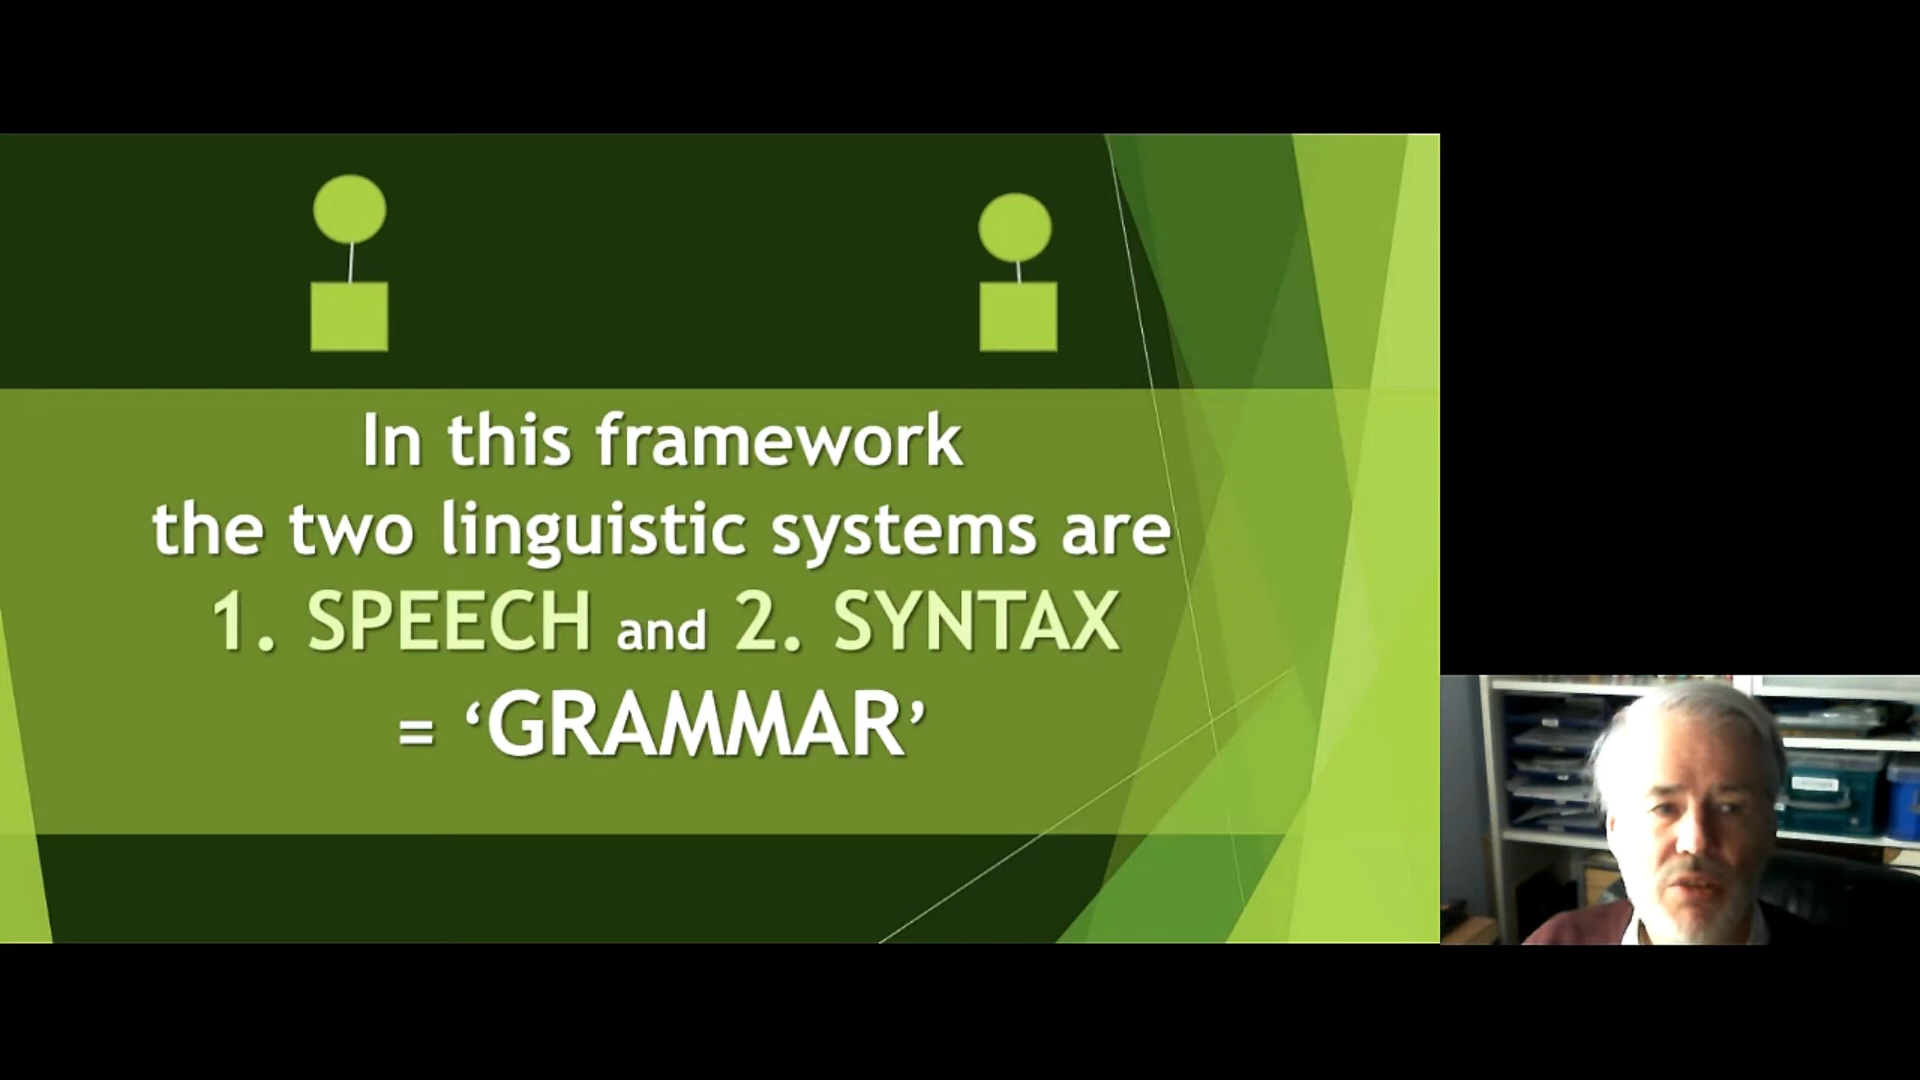 In this framework
the two linguistic systems are
1. SPEECH and 2. SYNTAX
= ‘GRAMMAR’